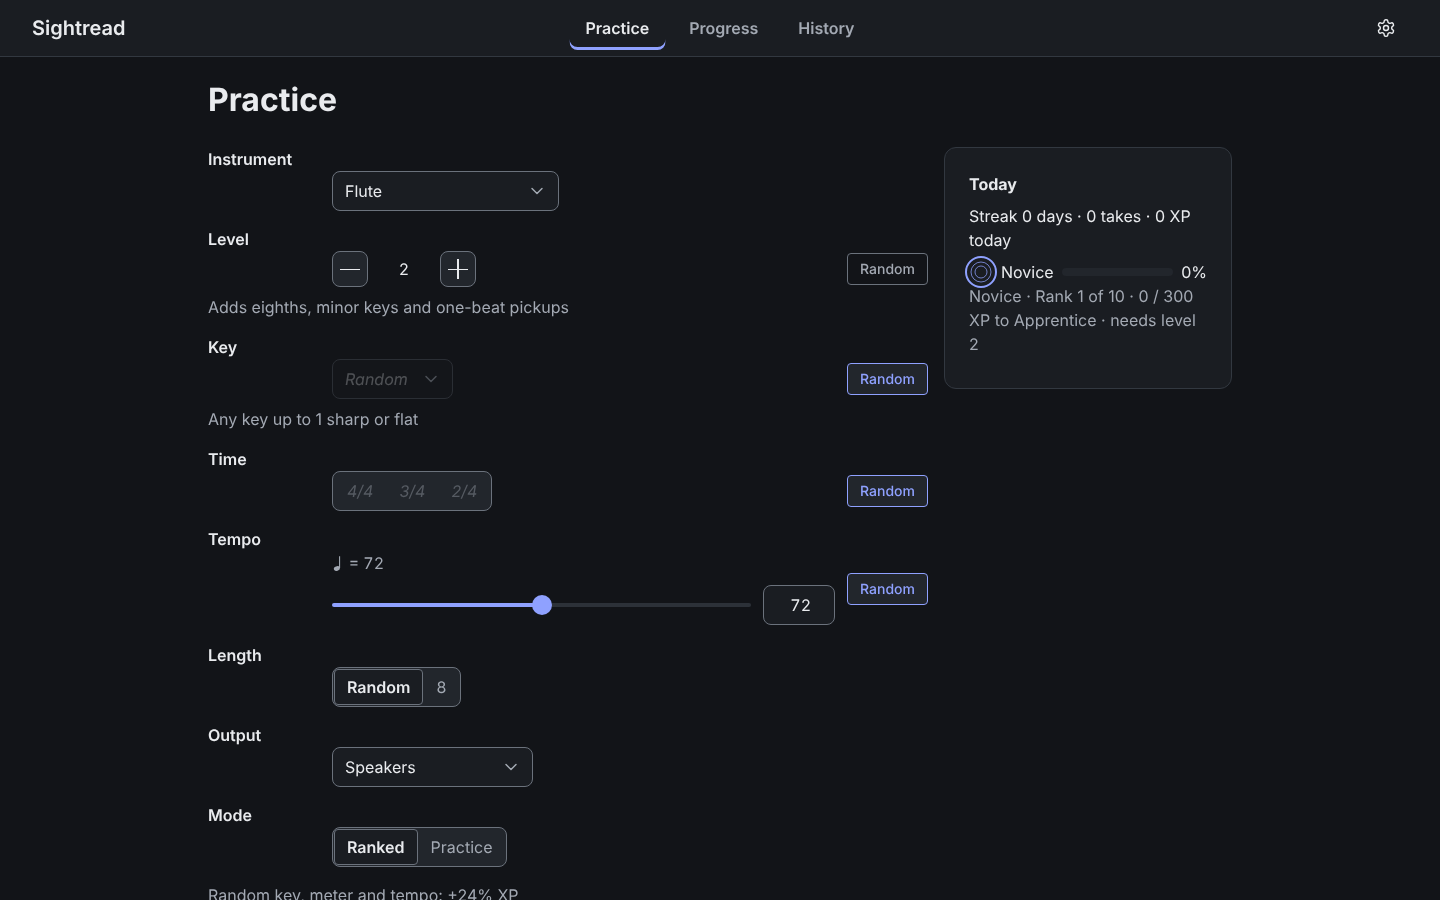 Sightread
Practice
Progress
History
Practice
Instrument
Flute
Level
2
Random
Adds eighths, minor keys and one-beat pickups
Key
Random
Random
Any key up to 1 sharp or flat
Time
4/4 3/4 2/4
Random
Tempo
♩ = 72
72
Random
Length
Random 8
Output
Speakers
Mode
Ranked Practice
Random key, meter and tempo: +24% XP
Today
Streak 0 days · 0 takes · 0 XP
today
Novice 0%
Novice · Rank 1 of 10 · 0 / 300
XP to Apprentice · needs level
2